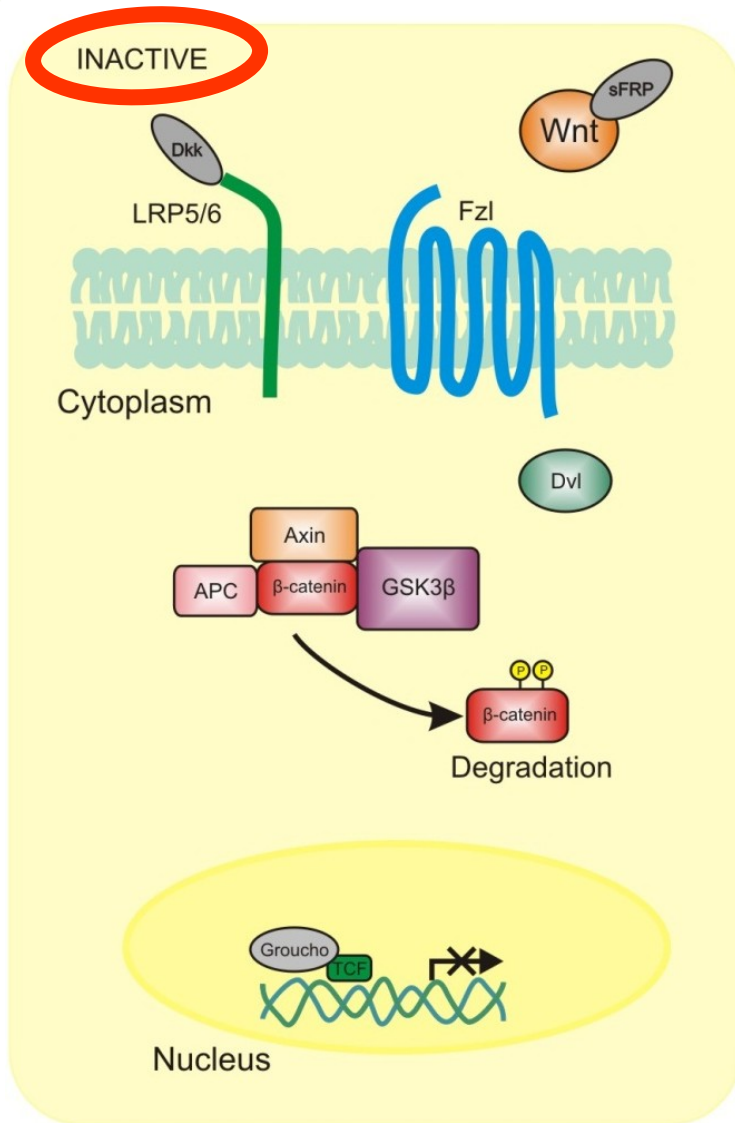 INACTIVE
sFRP
Wnt
Dkk
LRP5/6
Fzl
Cytoplasm
Dvl
Axin
APC
β-catenin
GSK3β
P P
β-catenin
Degradation
Groucho
TCF
Nucleus